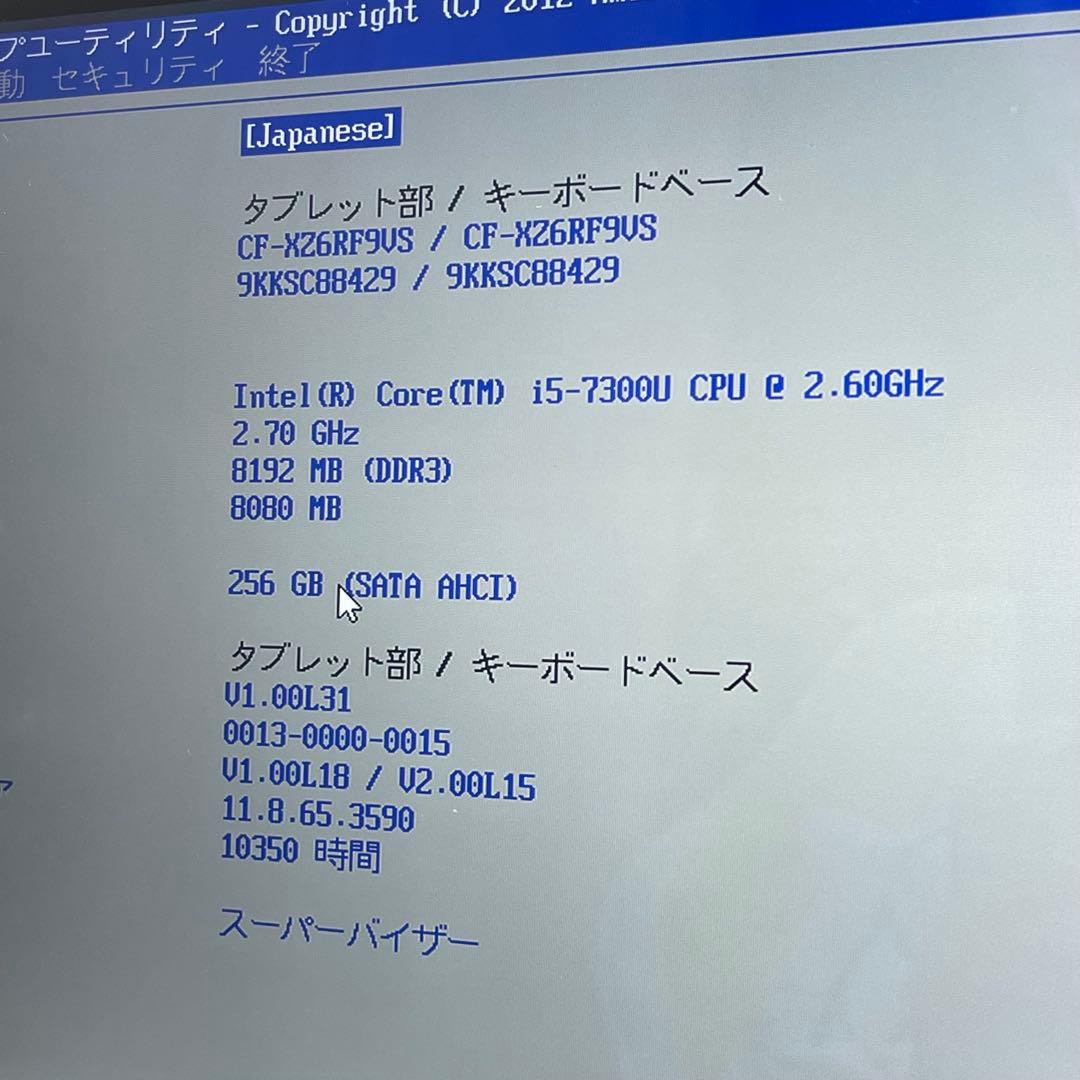 プユーティリティ - Copyright (C) 2012
動 セキュリティ 終了
[Japanese]
タブレット部 / キーボードベース
CF-XZ6RF9VS / CF-XZ6RF9VS
9KKSC88429 / 9KKSC88429
Intel(R) Core(TM) i5-7300U CPU @ 2.60GHz
2.70 GHz
8192 MB (DDR3)
8080 MB
256 GB (SATA AHCI)
タブレット部 / キーボードベース
V1.00L31
0013-0000-0015
V1.00L18 / V2.00L15
11.8.65.3590
10350 時間
スーパーバイザー